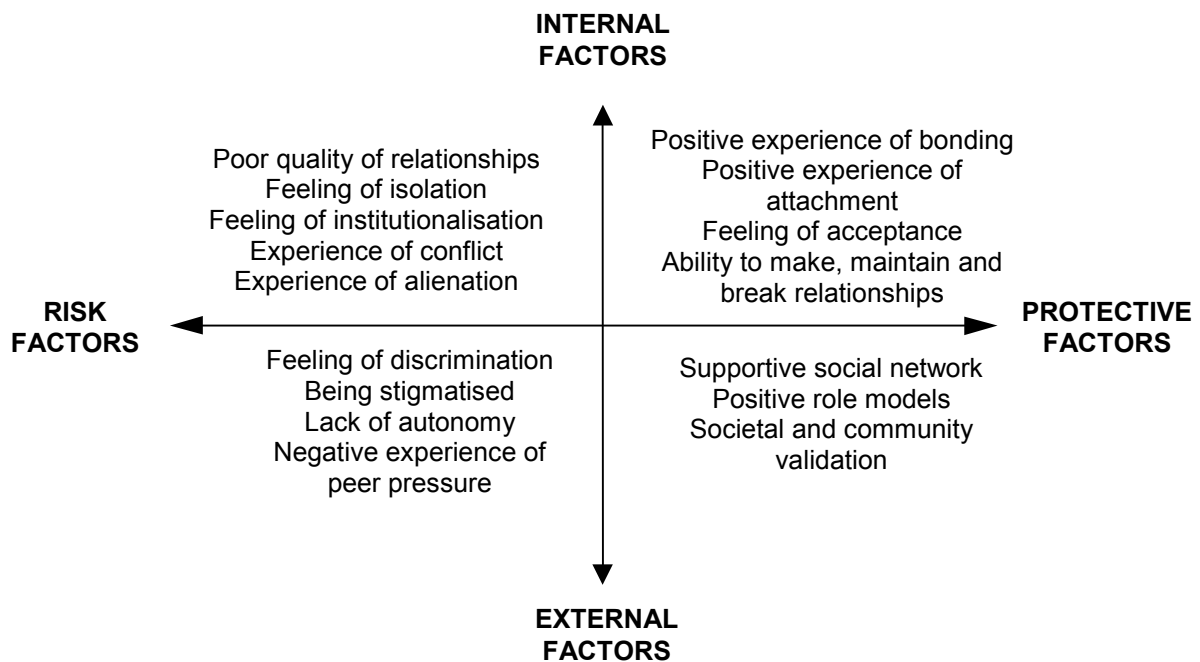 INTERNAL
FACTORS
Poor quality of relationships
Feeling of isolation
Feeling of institutionalisation
Experience of conflict
Experience of alienation
Positive experience of bonding
Positive experience of
attachment
Feeling of acceptance
Ability to make, maintain and
break relationships
RISK
FACTORS
PROTECTIVE
FACTORS
Feeling of discrimination
Being stigmatised
Lack of autonomy
Negative experience of
peer pressure
Supportive social network
Positive role models
Societal and community
validation
EXTERNAL
FACTORS